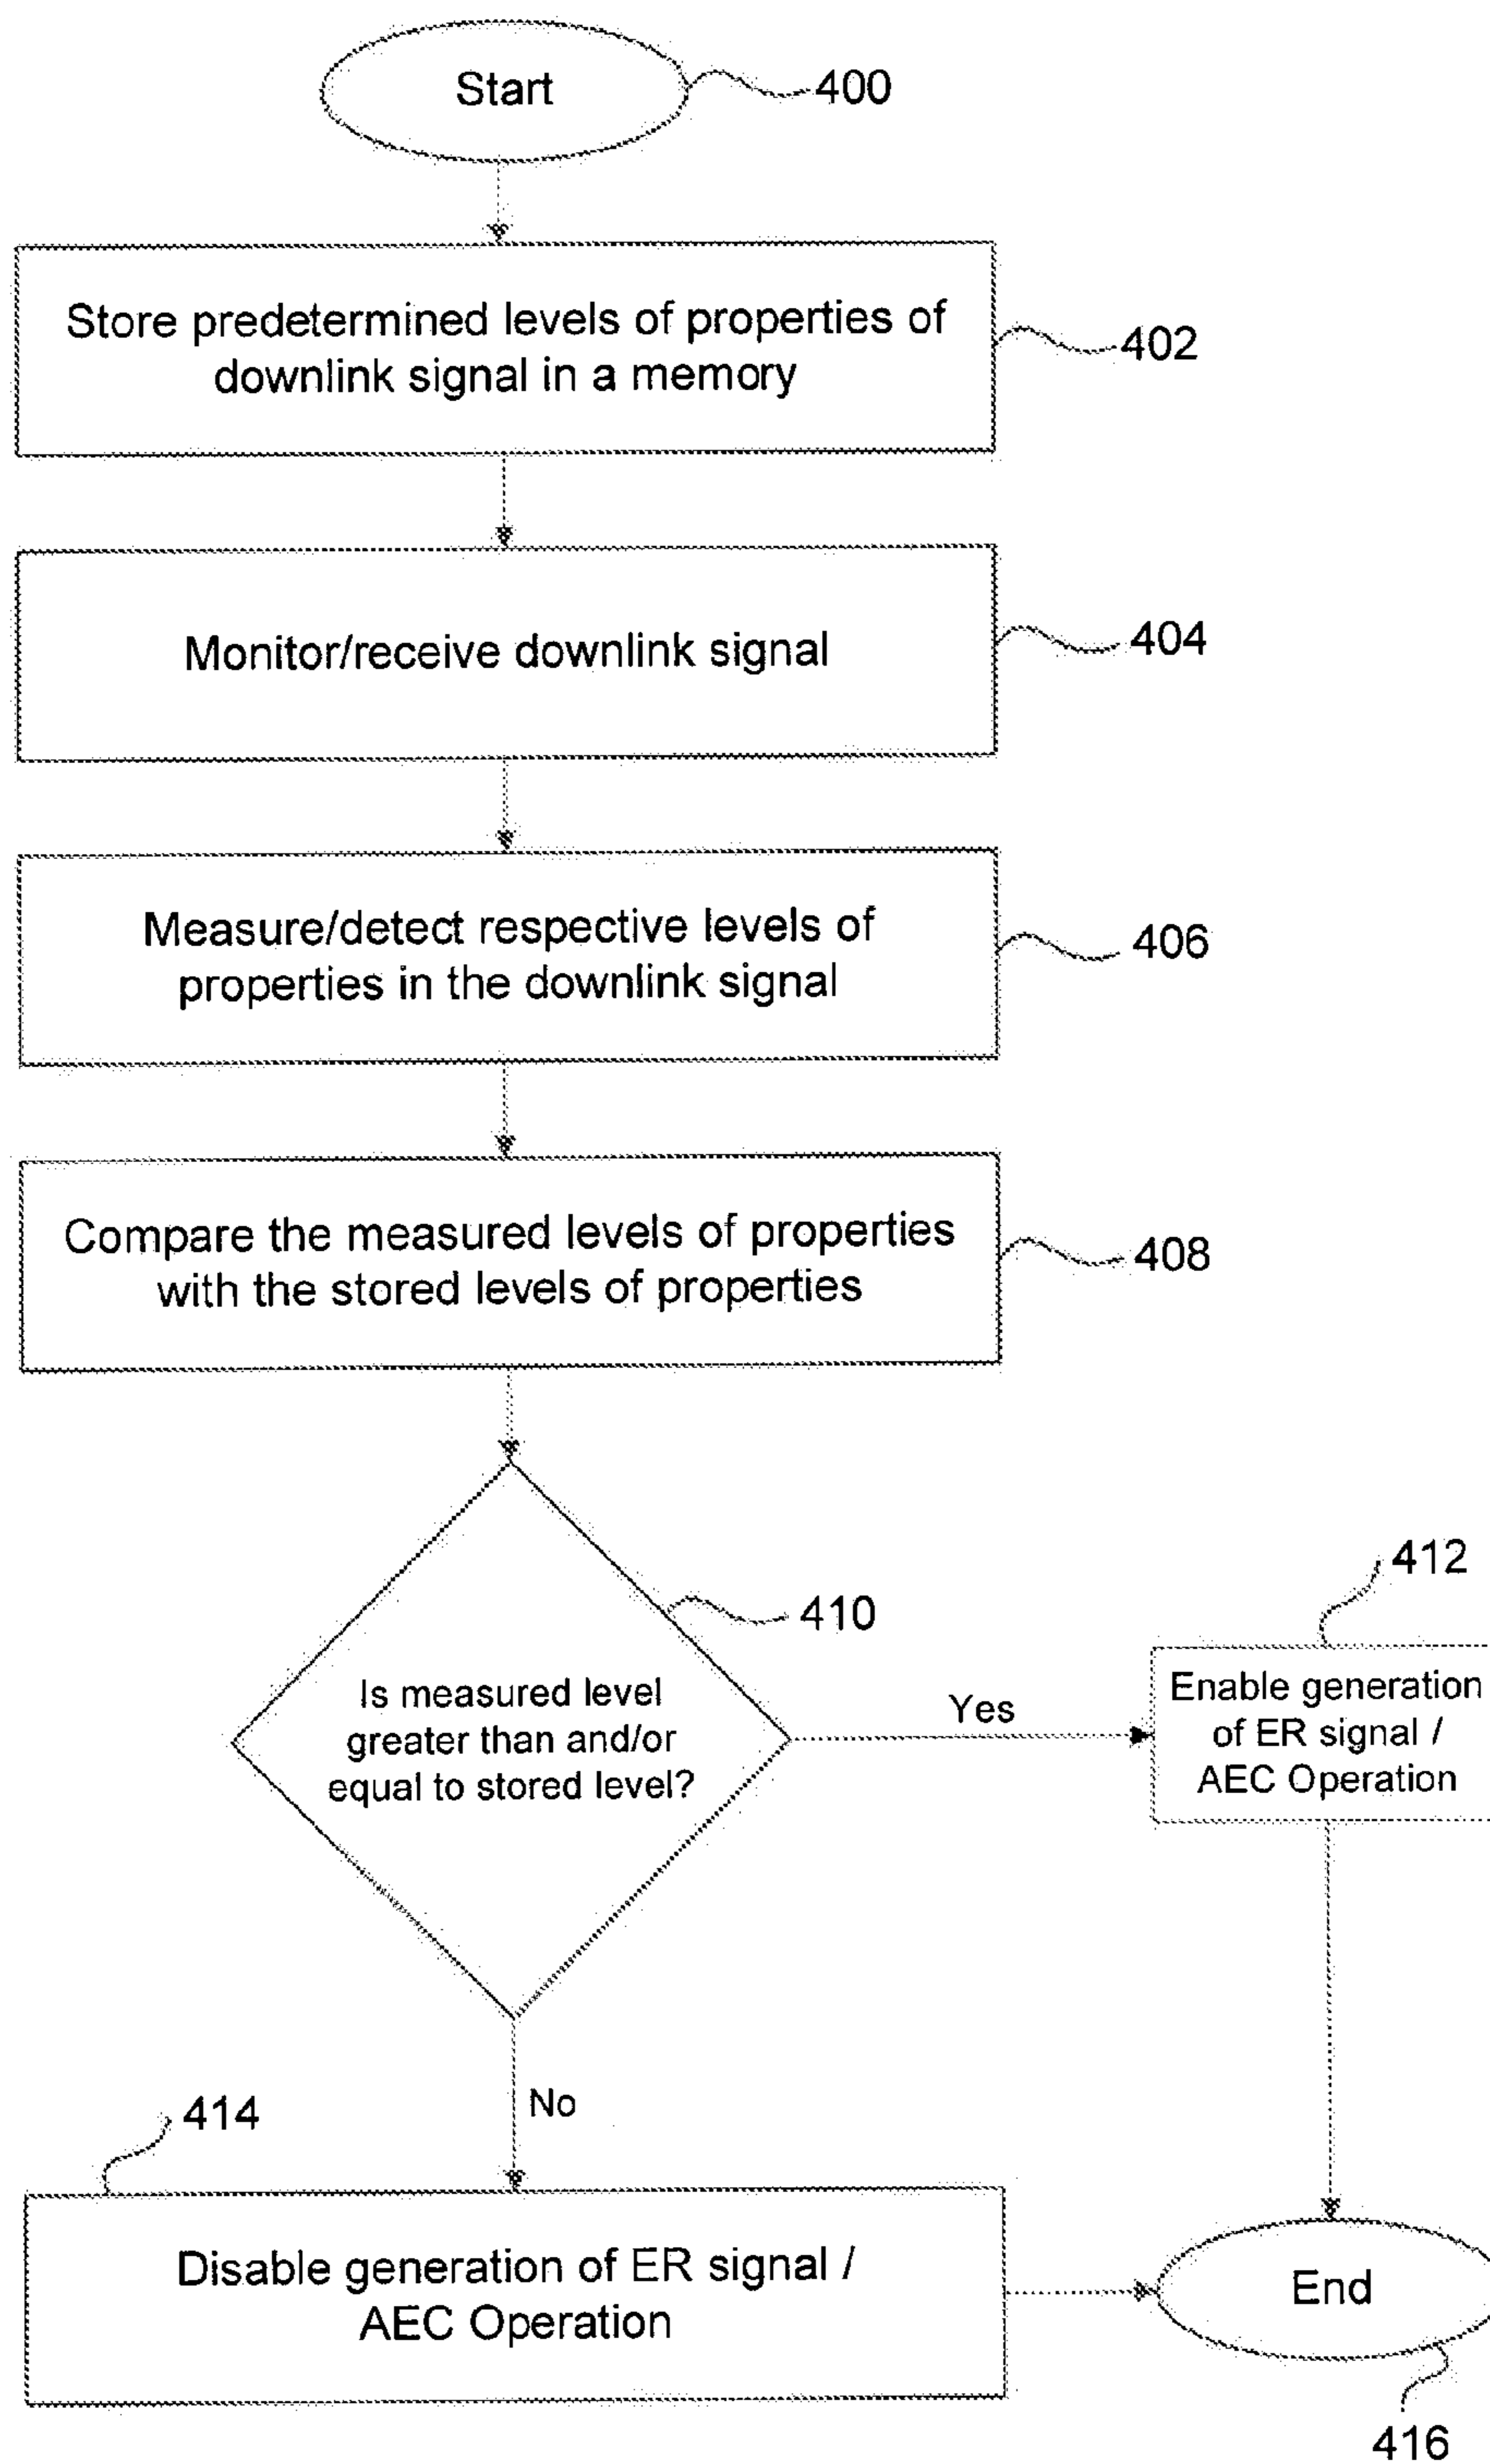 Start
400
Store predetermined levels of properties of
downlink signal in a memory
402
Monitor/receive downlink signal
404
Measure/detect respective levels of
properties in the downlink signal
406
Compare the measured levels of properties
with the stored levels of properties
408
410
Is measured level
greater than and/or
equal to stored level?
Yes
412
Enable generation
of ER signal /
AEC Operation
No
414
Disable generation of ER signal /
AEC Operation
End
416